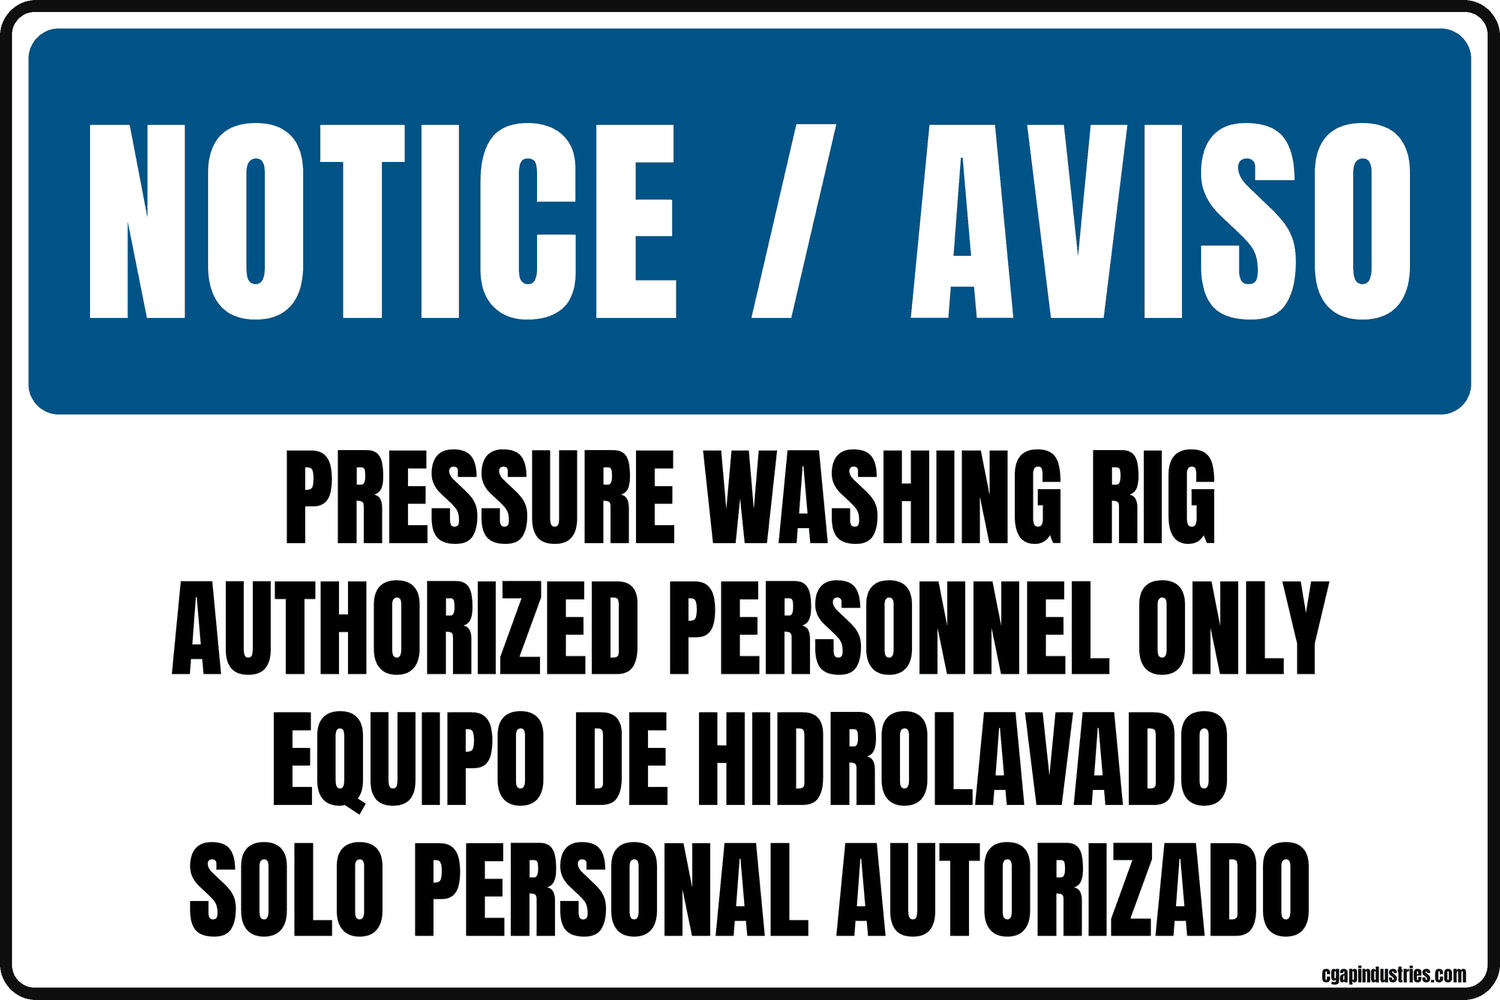 NOTICE / AVISO
PRESSURE WASHING RIG
AUTHORIZED PERSONNEL ONLY
EQUIPO DE HIDROLAVADO
SOLO PERSONAL AUTORIZADO
cgapindustries.com